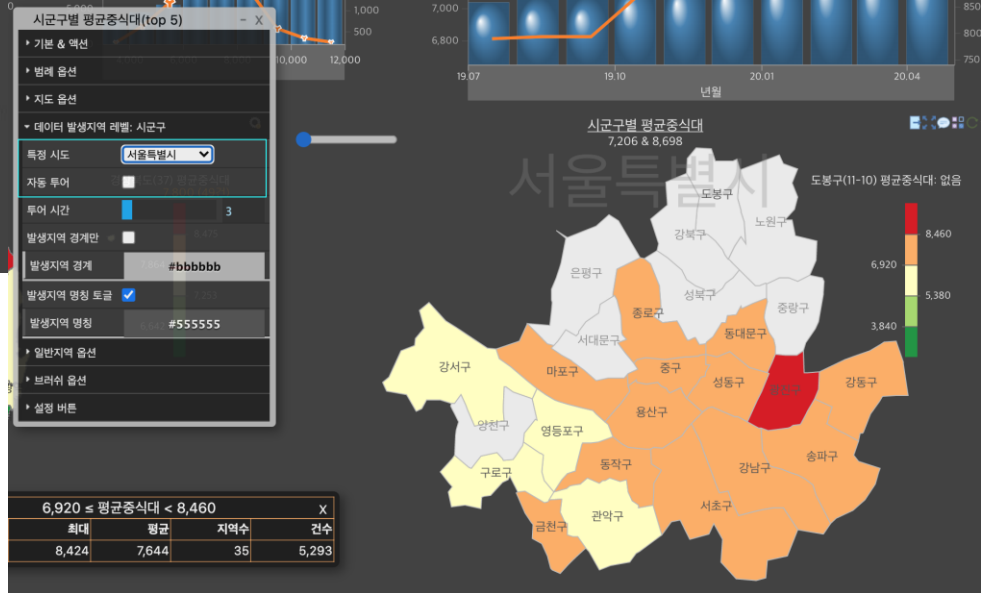 시군구별 평균중식대(top 5) - X
기본 & 액션
범례 옵션
지도 옵션
데이터 발생지역 레벨: 시군구
특정 시도 서울특별시
자동 투어
투어 시간 3
발생지역 경계만
발생지역 경계 #bbbbbb
발생지역 명칭 토글
발생지역 명칭 #555555
일반지역 옵션
브러쉬 옵션
설정 버튼
1,000
500
10,000 12,000
7,000
6,800
850
800
750
19.07 19.10 20.01 20.04
년월
시군구별 평균중식대
7,206 & 8,698
서울특별시
도봉구(11-10) 평균중식대: 없음
8,460
6,920
5,380
3,840
도봉구
노원구
강북구
은평구
성북구
중랑구
종로구
서대문구
동대문구
강서구
마포구
중구
성동구
강동구
양천구
영등포구
용산구
구로구
동작구
강남구
송파구
관악구
서초구
금천구
6,920 ≤ 평균중식대 < 8,460 X
최대 평균 지역수 건수
8,424 7,644 35 5,293